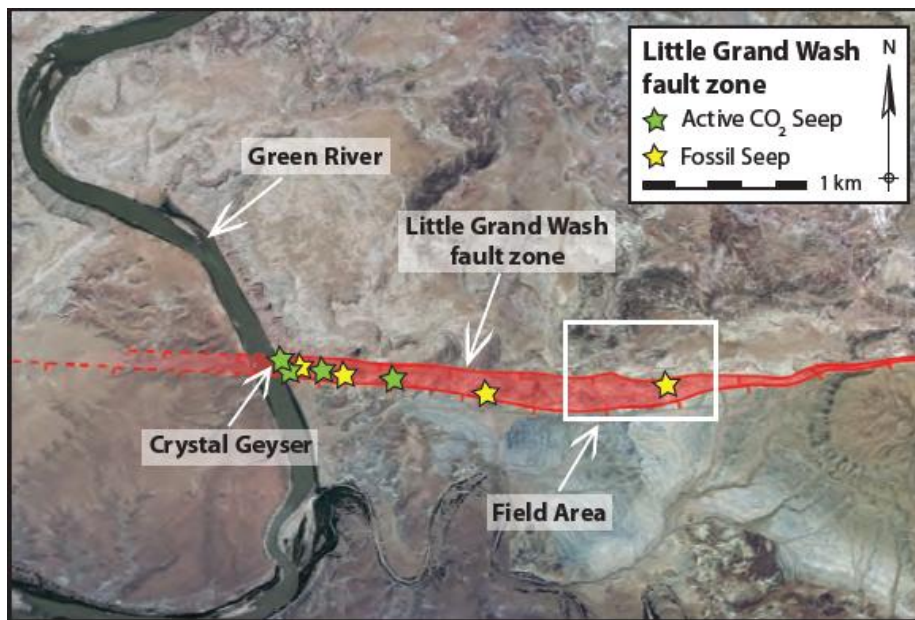 Little Grand Wash
fault zone
N
Active CO₂ Seep
Fossil Seep
1 km
Green River
Little Grand Wash
fault zone
Crystal Geyser
Field Area